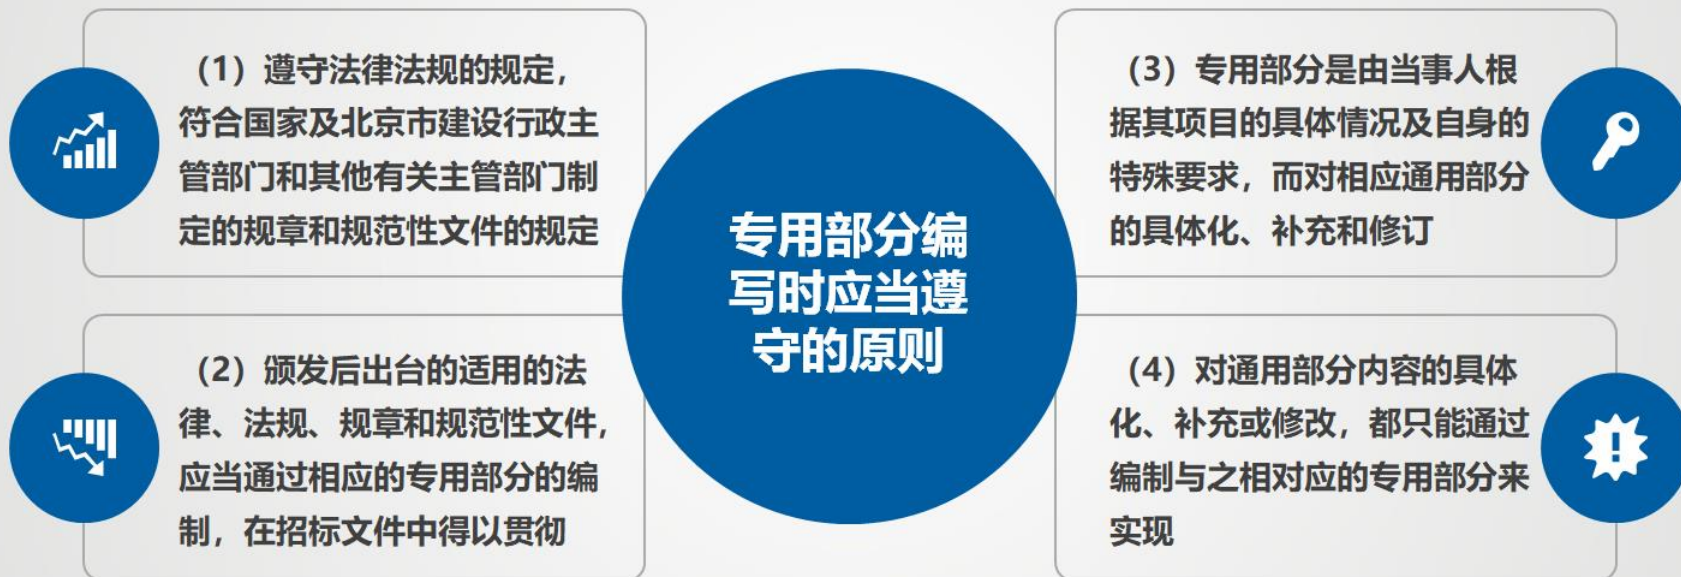 （1）遵守法律法规的规定，
符合国家及北京市建设行政主
管部门和其他有关主管部门制
定的规章和规范性文件的规定
（2）颁发后出台的适用的法
律、法规、规章和规范性文件，
应当通过相应的专用部分的编
制，在招标文件中得以贯彻
专用部分编
写时应当遵
守的原则
（3）专用部分是由当事人根
据其项目的具体情况及自身的
特殊要求，而对相应通用部分
的具体化、补充和修订
（4）对通用部分内容的具体
化、补充或修改，都只能通过
编制与之相对应的专用部分来
实现